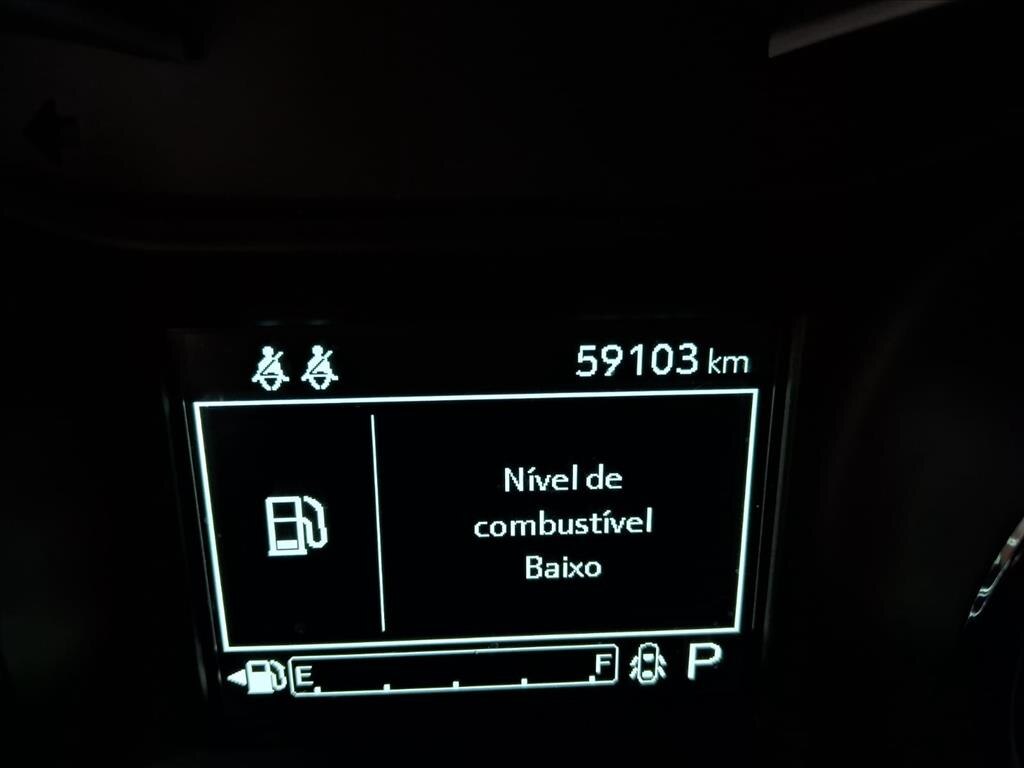 59103 km
Nível de
combustível
Baixo
E F P